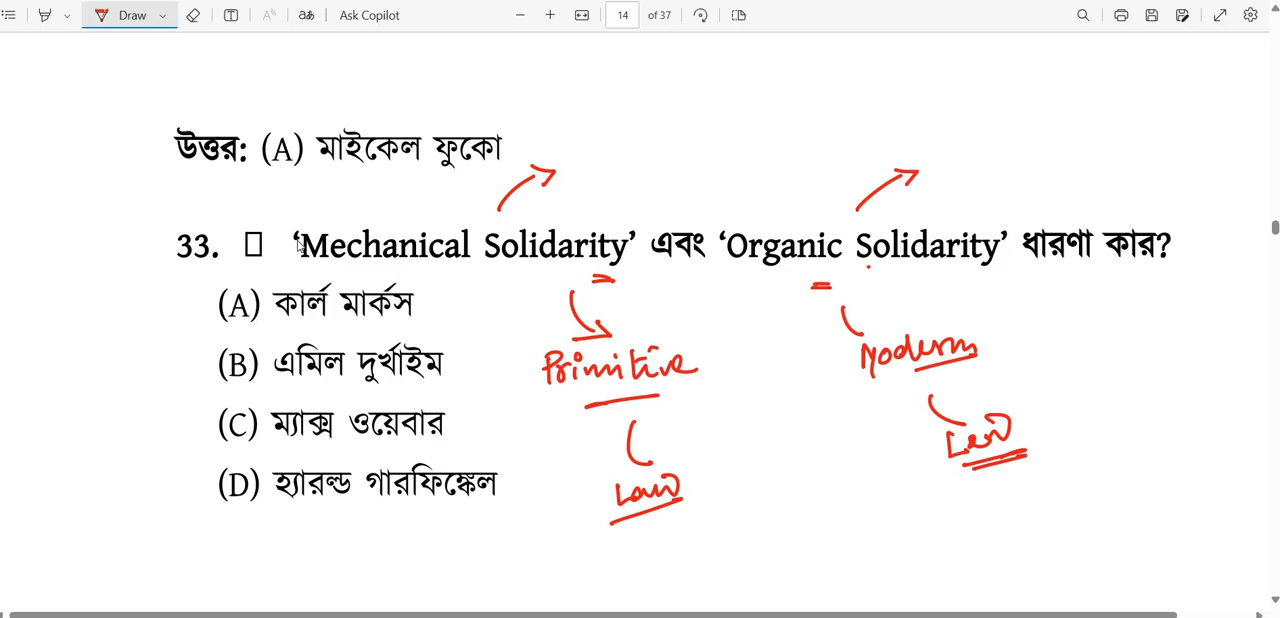 Draw
Ask Copilot
14 of 37
উত্তর: (A) মাইকেল ফুকো
33. ‘Mechanical Solidarity’ এবং ‘Organic Solidarity’ ধারণা কার?
(A) কার্ল মার্কস
(B) এমিল দুর্খাইম
(C) ম্যাক্স ওয়েবার
(D) হ্যারল্ড গারফিঙ্কেল
Primitive
Modern
Law